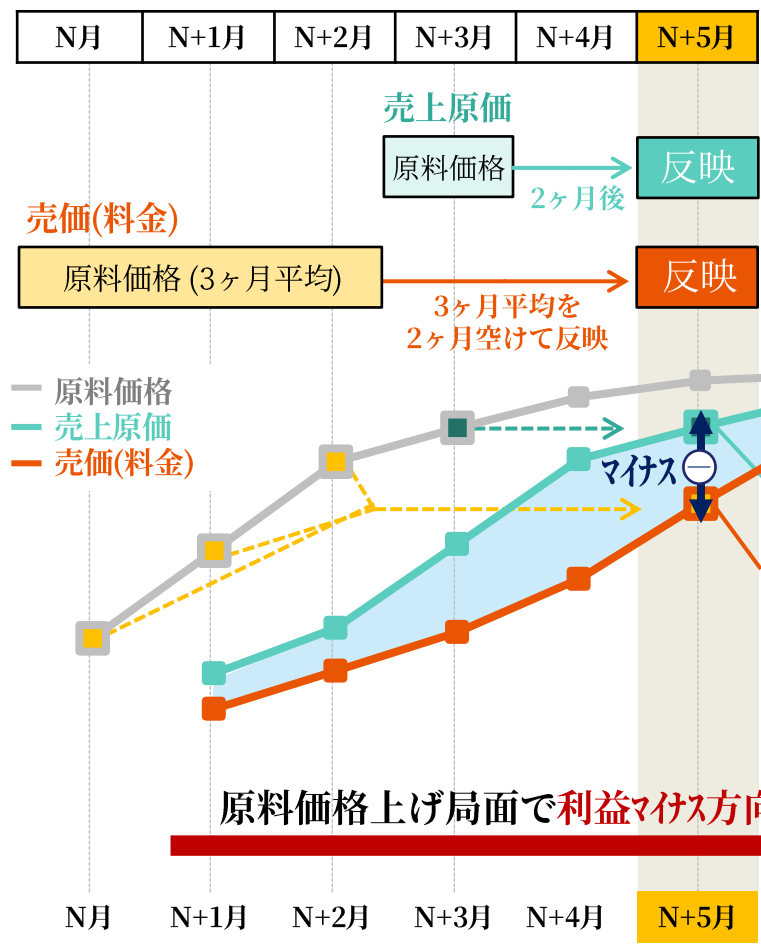 N月 N+1月 N+2月 N+3月 N+4月 N+5月
売上原価
原料価格
反映
2ヶ月後
売価(料金)
原料価格 (3ヶ月平均)
反映
3ヶ月平均を
2ヶ月空けて反映
原料価格
売上原価
売価(料金)
マイナス
原料価格上げ局面で利益マイナス方向
N月 N+1月 N+2月 N+3月 N+4月 N+5月